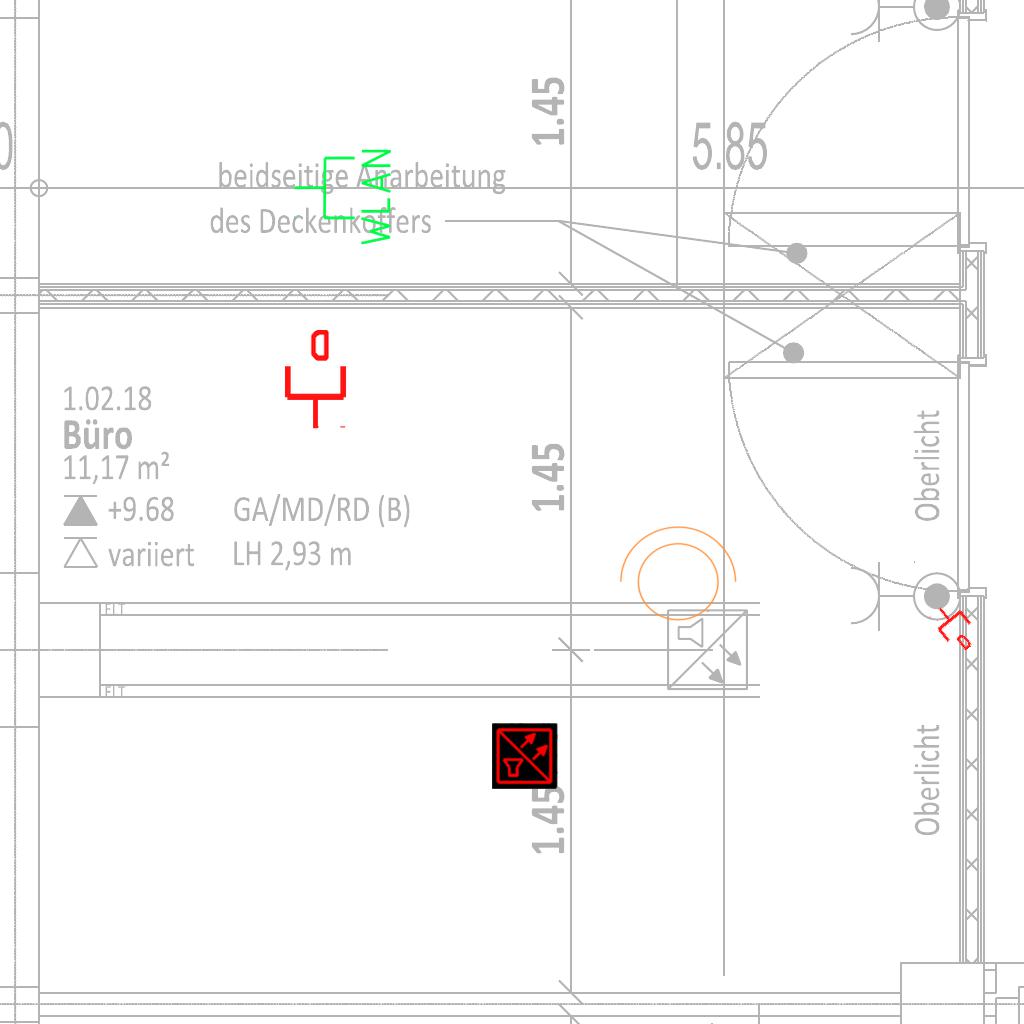 1.45
5.85
beidseitige Anarbeitung
des Deckenkoffers
WLAN
a
1.02.18
Büro
11,17 m²
+9.68 GA/MD/RD (B)
variiert LH 2,93 m
1.45
Oberlicht
FIT
FIT
a
1.45
Oberlicht